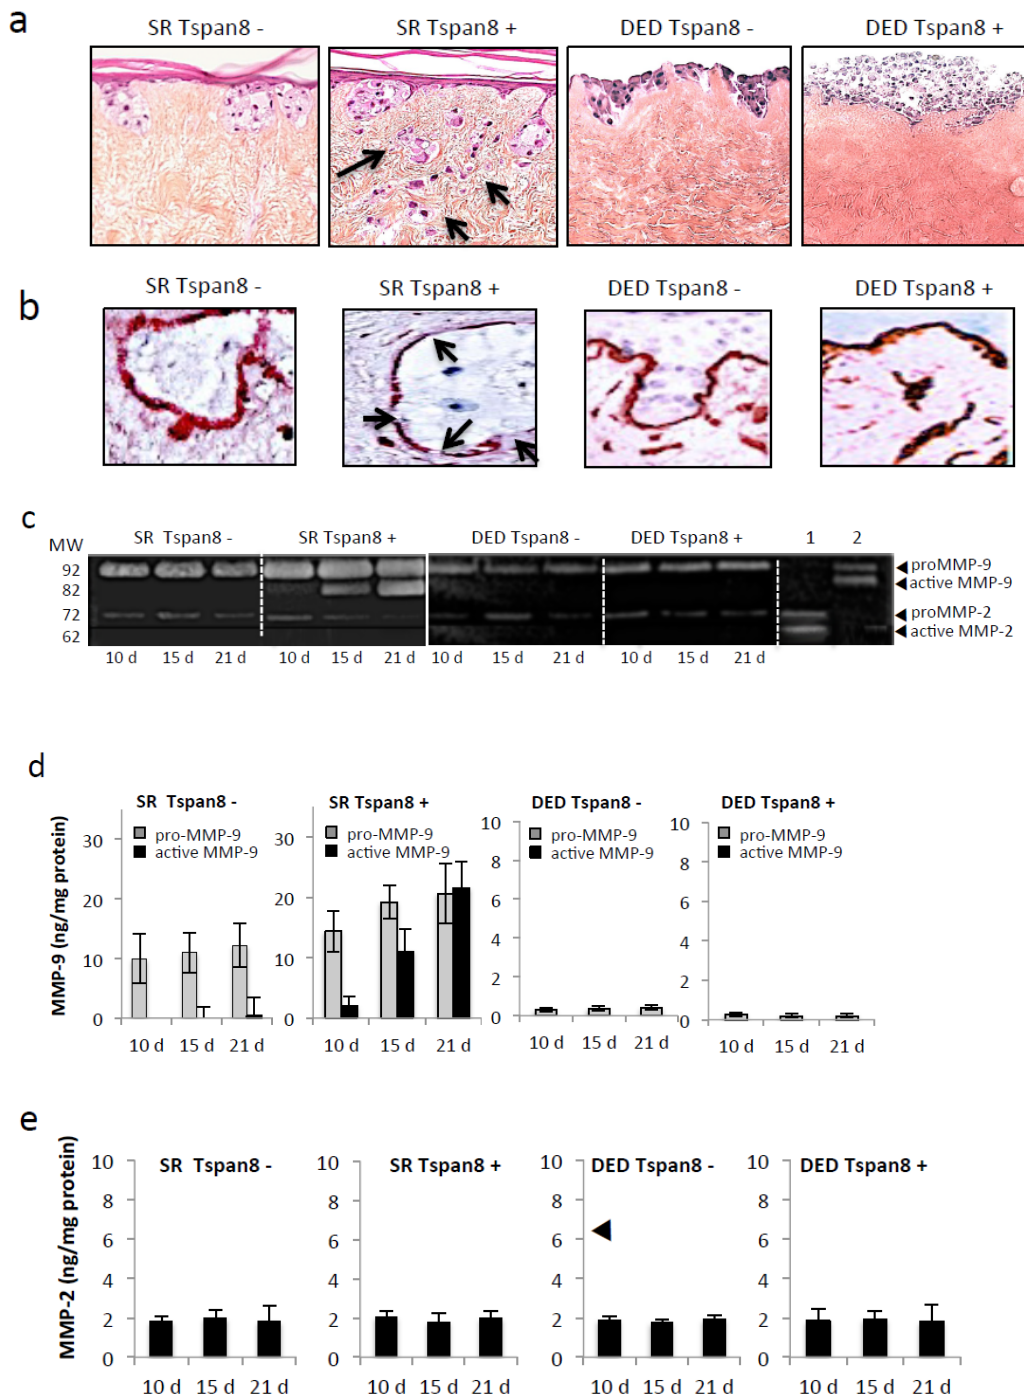 a
SR Tspan8 - SR Tspan8 + DED Tspan8 - DED Tspan8 +
b
SR Tspan8 - SR Tspan8 + DED Tspan8 - DED Tspan8 +
c
MW SR Tspan8 - SR Tspan8 + DED Tspan8 - DED Tspan8 + 1 2
92 proMMP-9
82 active MMP-9
72 proMMP-2
62 active MMP-2
10 d 15 d 21 d 10 d 15 d 21 d 10 d 15 d 21 d 10 d 15 d 21 d
d
MMP-9 (ng/mg protein)
SR Tspan8 -
pro-MMP-9
active MMP-9
30
20
10
0
10 d 15 d 21 d
SR Tspan8 +
pro-MMP-9
active MMP-9
30
20
10
0
10 d 15 d 21 d
DED Tspan8 -
pro-MMP-9
active MMP-9
10
8
6
4
2
0
10 d 15 d 21 d
DED Tspan8 +
pro-MMP-9
active MMP-9
10
8
6
4
2
0
10 d 15 d 21 d
e
MMP-2 (ng/mg protein)
SR Tspan8 -
10
8
6
4
2
0
10 d 15 d 21 d
SR Tspan8 +
10
8
6
4
2
0
10 d 15 d 21 d
DED Tspan8 -
10
8
6
4
2
0
10 d 15 d 21 d
DED Tspan8 +
10
8
6
4
2
0
10 d 15 d 21 d